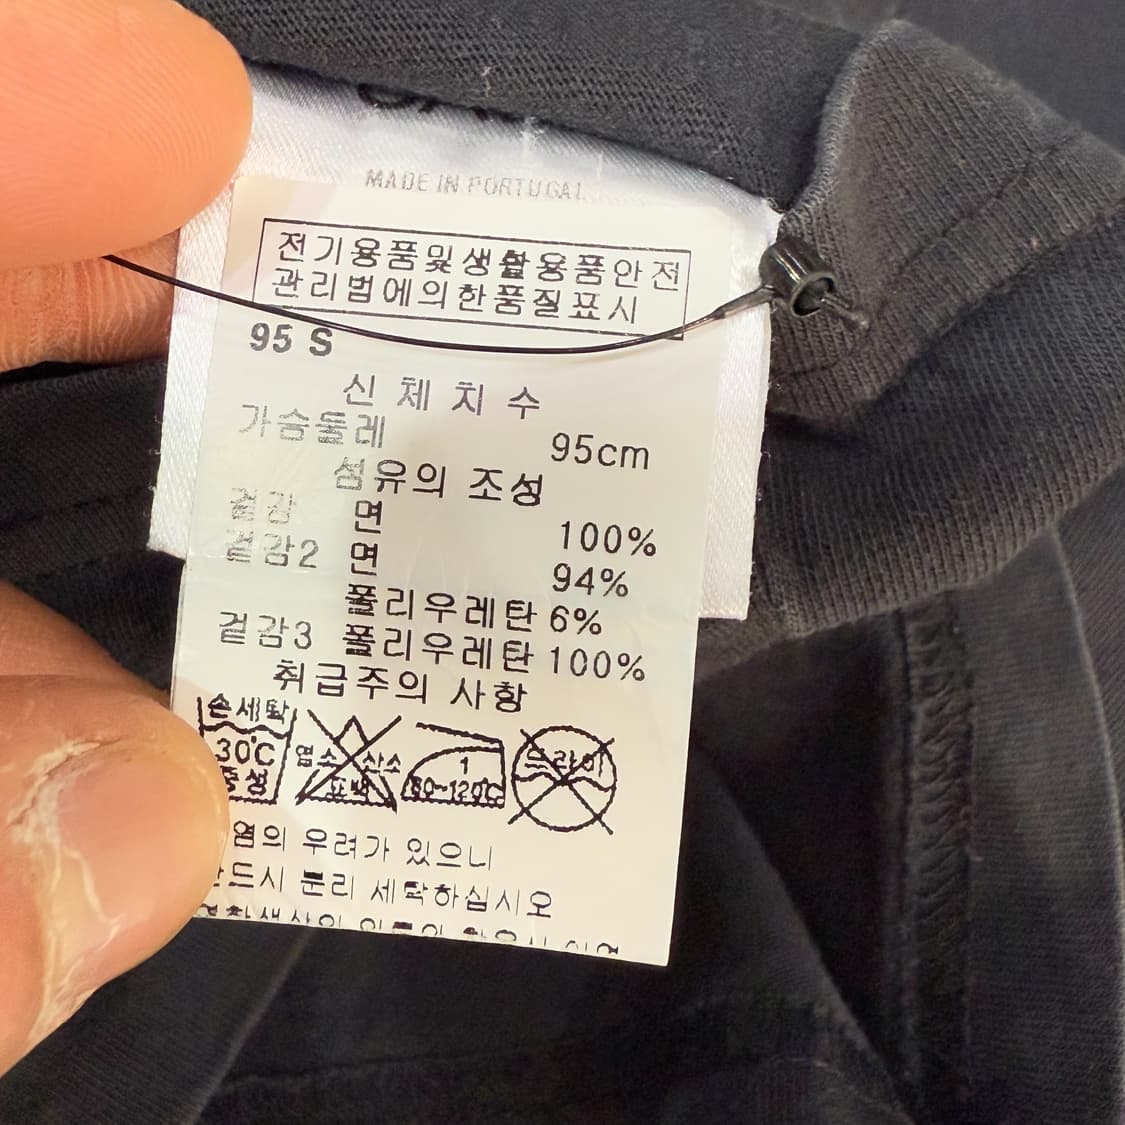 MADE IN PORTUGAL
전기용품및생활용품안전
관리법에의한품질표시
95 S
신 체 치 수
가슴둘레 95cm
섬유의 조성
겉감 면 100%
겉감2 면 94%
폴리우레탄 6%
겉감3 폴리우레탄 100%
취급주의 사항
손세탁
30℃
중성
염소 산소
표백
1
80~120℃
드라이
염의 우려가 있으니
반드시 분리 세탁하십시오